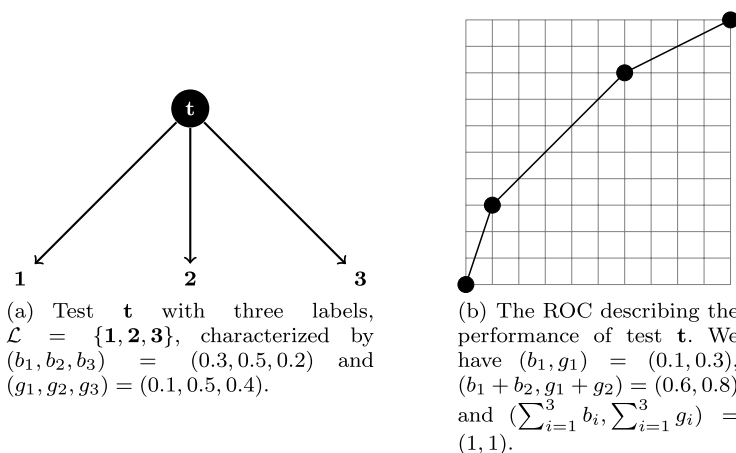 t
1 2 3
(a) Test t with three labels,
ℒ = {1, 2, 3}, characterized by
(b₁, b₂, b₃) = (0.3, 0.5, 0.2) and
(g₁, g₂, g₃) = (0.1, 0.5, 0.4).
(b) The ROC describing the
performance of test t. We
have (b₁, g₁) = (0.1, 0.3),
(b₁ + b₂, g₁ + g₂) = (0.6, 0.8)
and (∑³ᵢ₌₁ bᵢ, ∑³ᵢ₌₁ gᵢ) =
(1, 1).